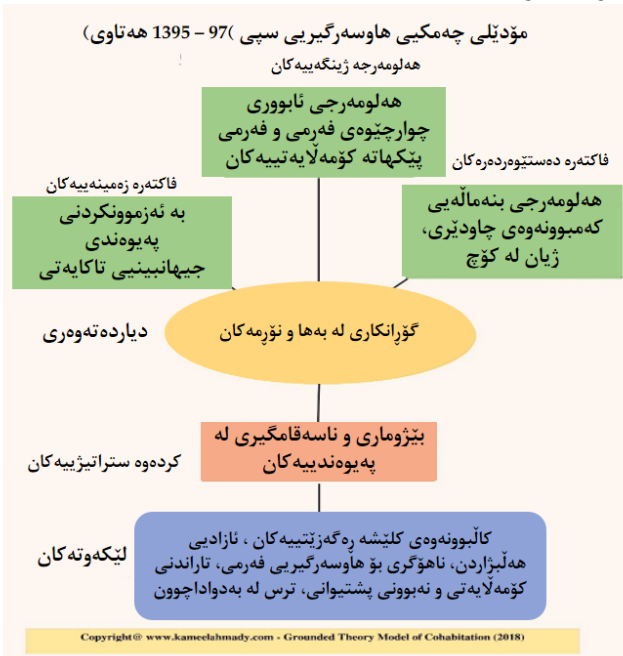 مۆدێلی چەمکیی هاوسەرگیریی سپی )97 – 1395 هەتاوی)
هەلومەرجە ژینگەییەکان
هەلومەرجی ئابووری
چوارچێوەی فەرمی و فەرمی
پێکهاتە کۆمەڵایەتییەکان
فاکتەرە دەستێوەردەرەکان
هەلومەرجی بنەماڵەیی
کەمبوونەوەی چاودێری،
ژیان لە کۆچ
فاکتەرە زەمینەییەکان
بە ئەزموونکردنی
پەیوەندی
جیهانبینیی تاکایەتی
گۆڕانکاری لە بەها و نۆڕمەکان
دیاردەتەوەری
بێژوماری و ناسەقامگیری لە
پەیوەندییەکان
کردەوە ستراتیژییەکان
کاڵبوونەوەی کلێشە ڕەگەزێتییەکان ، ئازادیی
هەڵبژاردن، ناهۆگری بۆ هاوسەرگیریی فەرمی، تاراندنی
کۆمەڵایەتی و نەبوونی پشتیوانی، ترس لە بەدواداچوون
لێکەوتەکان
Copyright@ www.kameelahmady.com - Grounded Theory Model of Cohabitation (2018)